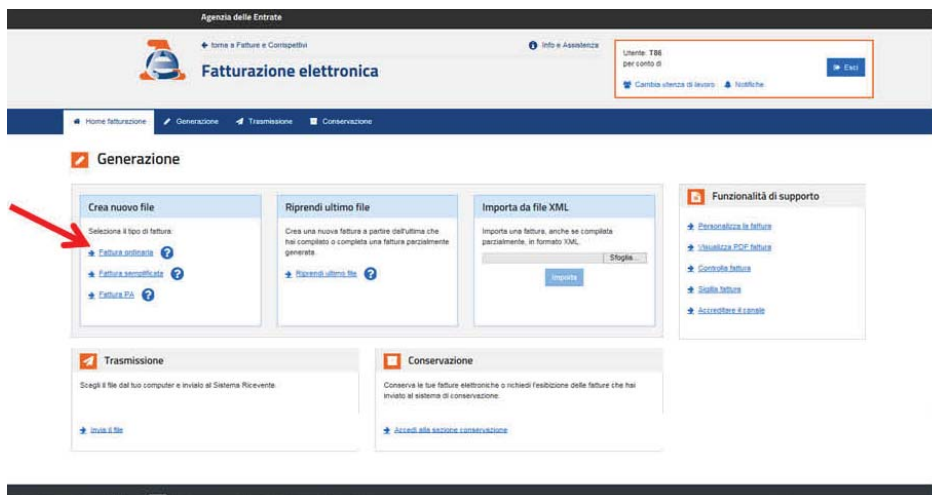 Agenzia delle Entrate
torna a Fatture e Corrispettivi
Info e Assistenza
Fatturazione elettronica
Utente: T86
per conto di
Cambia utenza di lavoro
Notifiche
Esci
Home fatturazione
Generazione
Trasmissione
Conservazione
Generazione
Crea nuovo file
Seleziona il tipo di fattura:
Fattura ordinaria
Fattura semplificata
Fattura PA
Riprendi ultimo file
Crea una nuova fattura a partire dall'ultima che
hai compilato o completa una fattura parzialmente
generata.
Riprendi ultimo file
Importa da file XML
Importa una fattura, anche se compilata
parzialmente, in formato XML.
Sfoglia...
Importa
Funzionalità di supporto
Personalizza le fatture
Visualizza PDF fattura
Controlla fattura
Sigilla fattura
Accreditare il canale
Trasmissione
Scegli il file dal tuo computer e invialo al Sistema Ricevente.
Invia il file
Conservazione
Conserva le tue fatture elettroniche o richiedi l'esibizione delle fatture che hai
inviato al sistema di conservazione.
Accedi alla sezione conservazione